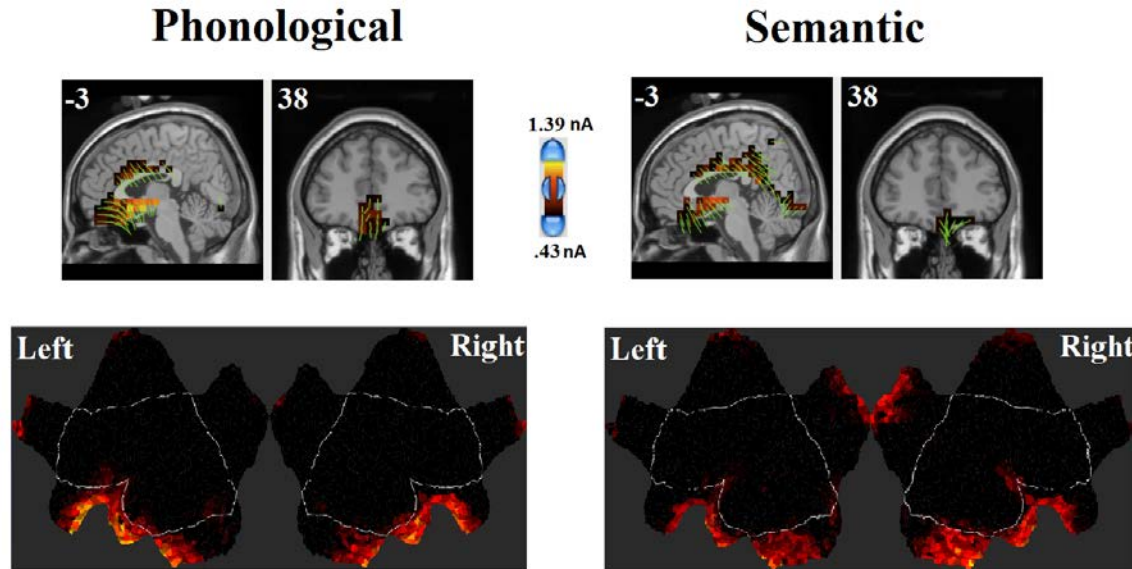 Phonological
Semantic
-3
38
1.39 nA
.43 nA
-3
38
Left
Right
Left
Right